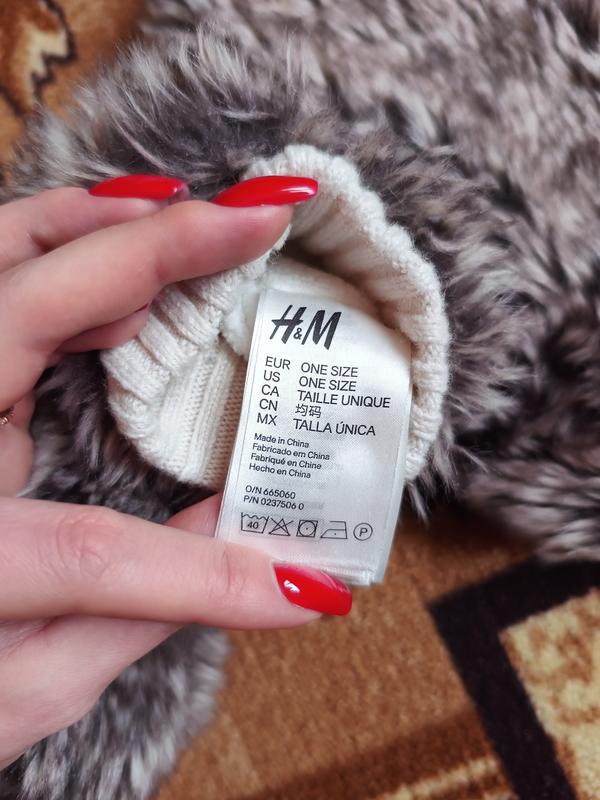 H&M
EUR ONE SIZE
US ONE SIZE
CA TAILLE UNIQUE
CN 均码
MX TALLA ÚNICA
Made in China
Fabricado em China
Fabriqué en Chine
Hecho en China
O/N 665060
P/N 0237506 0
40 P